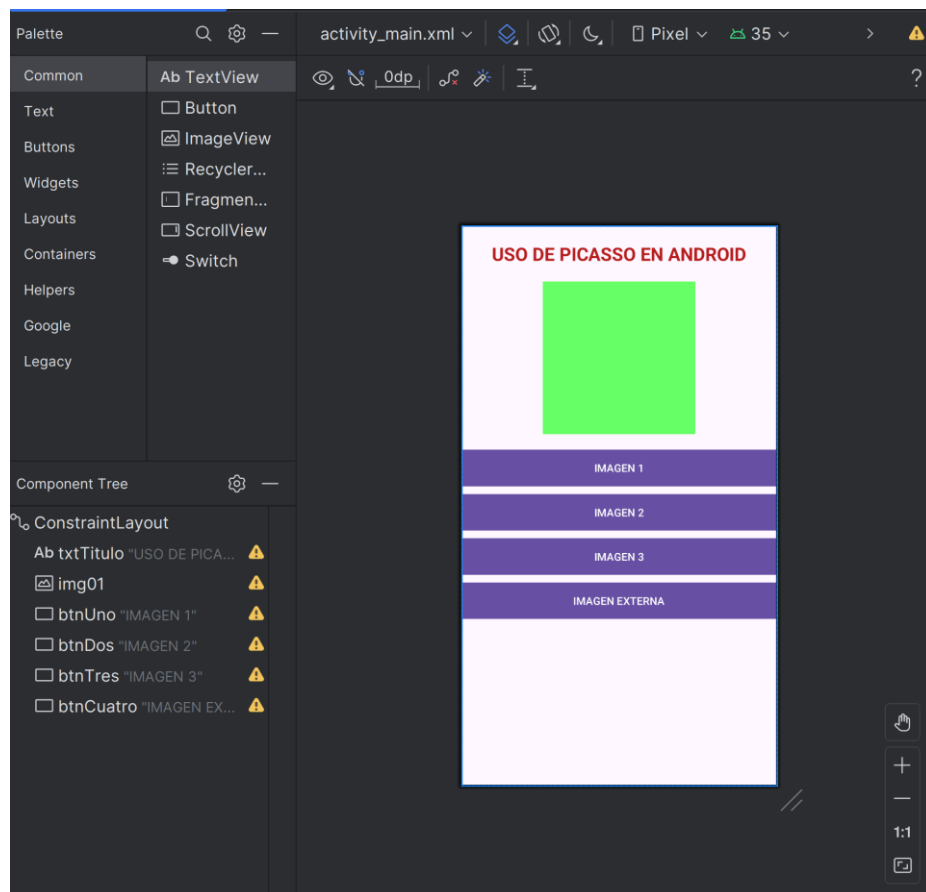 Palette
activity_main.xml
Pixel
35
Common
Text
Buttons
Widgets
Layouts
Containers
Helpers
Google
Legacy
Ab TextView
Button
ImageView
Recycler...
Fragmen...
ScrollView
Switch
0dp
?
USO DE PICASSO EN ANDROID
IMAGEN 1
IMAGEN 2
IMAGEN 3
IMAGEN EXTERNA
Component Tree
ConstraintLayout
Ab txtTitulo "USO DE PICA...
img01
btnUno "IMAGEN 1"
btnDos "IMAGEN 2"
btnTres "IMAGEN 3"
btnCuatro "IMAGEN EX...
1:1